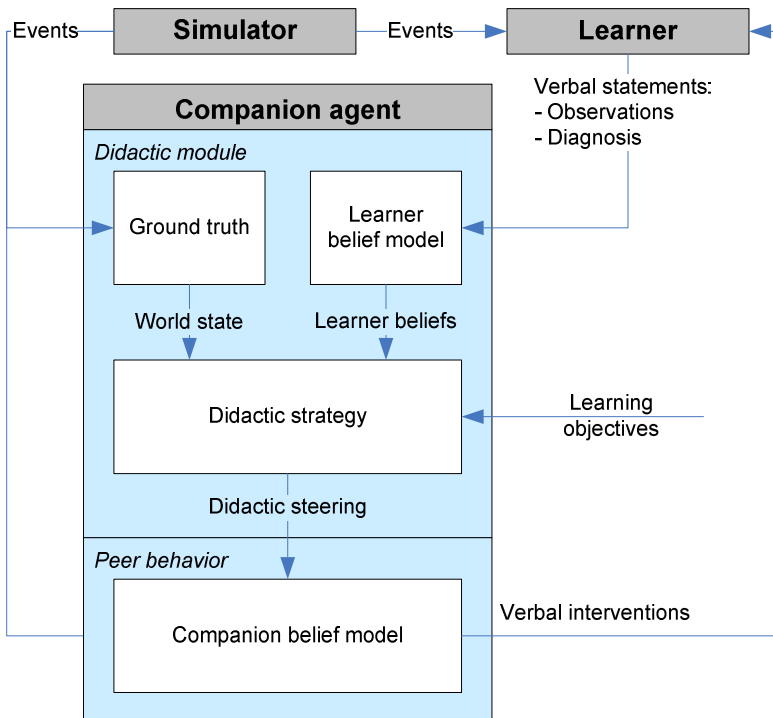 Events
Simulator
Events
Learner
Verbal statements:
- Observations
- Diagnosis
Companion agent
Didactic module
Ground truth
Learner
belief model
World state
Learner beliefs
Didactic strategy
Learning
objectives
Didactic steering
Peer behavior
Companion belief model
Verbal interventions